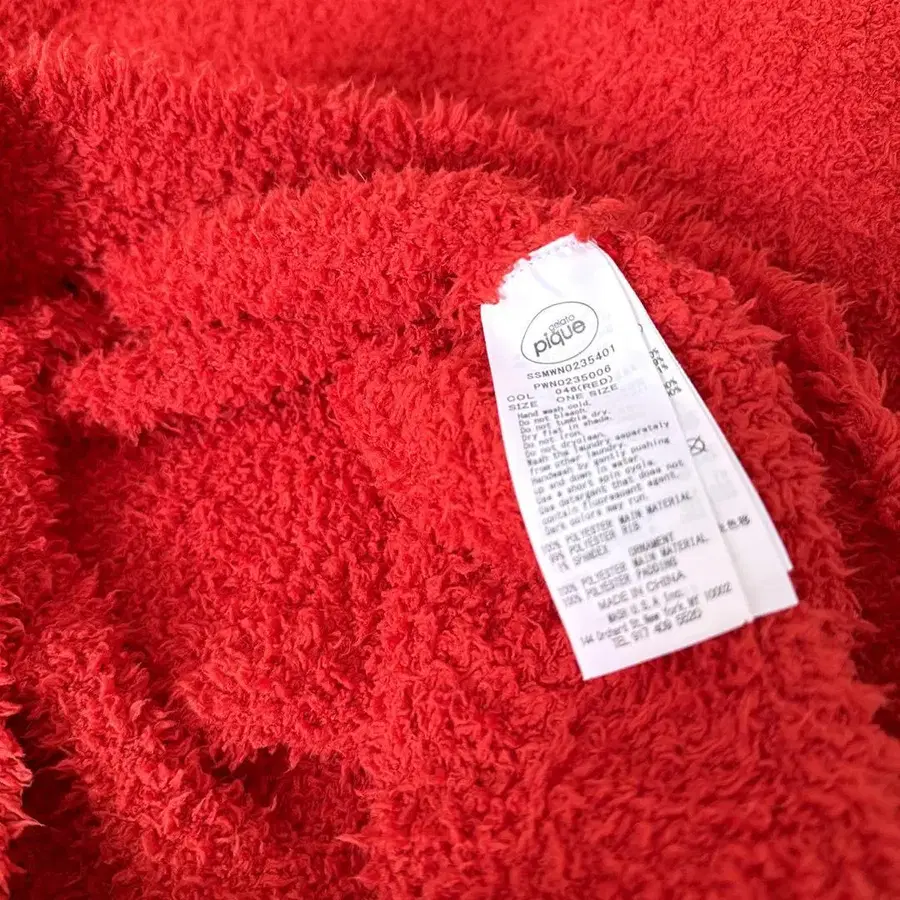 gelato
pique
SSMWN0235401
PWN0235006
COL 048(RED)
SIZE ONE SIZE
Hand wash cold.
Do not bleach.
Do not tumble dry.
Dry flat in shade.
Do not iron.
Do not dryclean.
Wash the laundry separately
from other laundry.
Handwash by gently pushing
up and down in water.
Use a short spin cycle.
Use detergent that does not
contain fluorescent agent.
Dark colors may run.
100% POLYESTER MAIN MATERIAL
99% POLYESTER RIB
1% SPANDEX
ORNAMENT
100% POLYESTER MAIN MATERIAL
100% POLYESTER PADDING
MADE IN CHINA
MASH U.S.A Inc.
144 Orchard St, New York, NY 10002
TEL 917 409